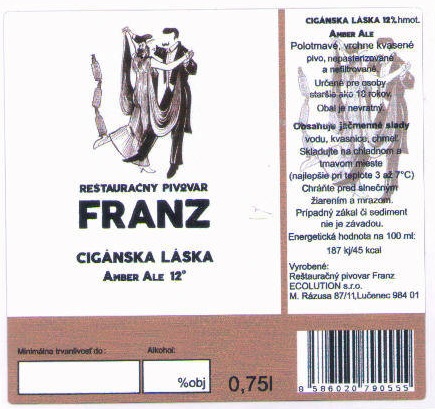 REŠTAURAČNÝ PIVOVAR
FRANZ
CIGÁNSKA LÁSKA
AMBER ALE 12°
Minimálna trvanlivosť do:
Alkohol:
%obj
0,75l
CIGÁNSKA LÁSKA 12% hmot.
AMBER ALE
Polotmavé, vrchne kvasené
pivo, nepasterizované
a nefiltrované.
Určené pre osoby
staršie ako 18 rokov.
Obal je nevratný.
Obsahuje jačmenné slady
vodu, kvasnice, chmeľ.
Skladujte na chladnom a
tmavom mieste
(najlepšie pri teplote 3 až 7°C)
Chráňte pred slnečným
žiarením a mrazom.
Prípadný zákal či sediment
nie je závadou.
Energetická hodnota na 100 ml:
187 kj/45 kcal
Vyrobené:
Reštauračný pivovar Franz
ECOLUTION s.r.o.
M. Rázusa 87/11,Lučenec 984 01
8 586020 790555